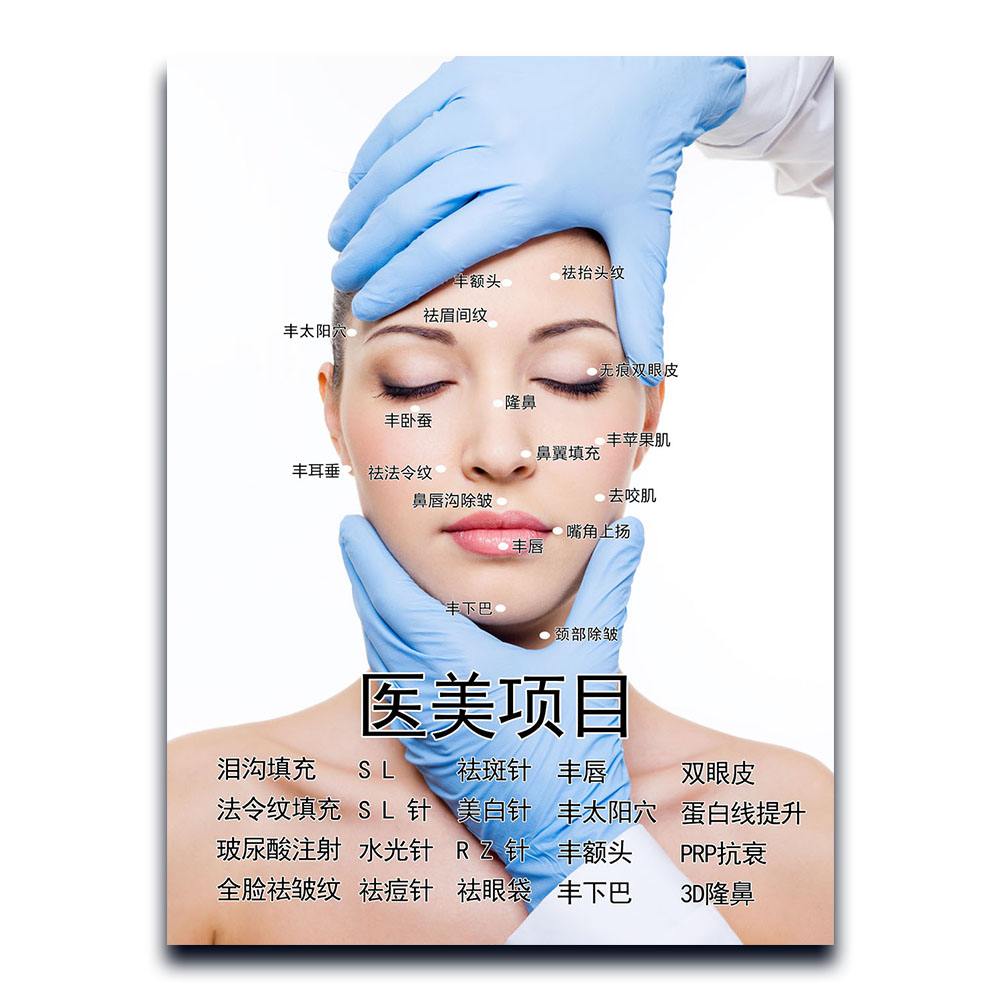 丰额头
祛抬头纹
祛眉间纹
丰太阳穴
无痕双眼皮
隆鼻
丰卧蚕
丰苹果肌
鼻翼填充
丰耳垂
祛法令纹
去咬肌
鼻唇沟除皱
嘴角上扬
丰唇
丰下巴
颈部除皱
医美项目
泪沟填充 SL 祛斑针 丰唇 双眼皮
法令纹填充 SL针 美白针 丰太阳穴 蛋白线提升
玻尿酸注射 水光针 RZ针 丰额头 PRP抗衰
全脸祛皱纹 祛痘针 祛眼袋 丰下巴 3D隆鼻